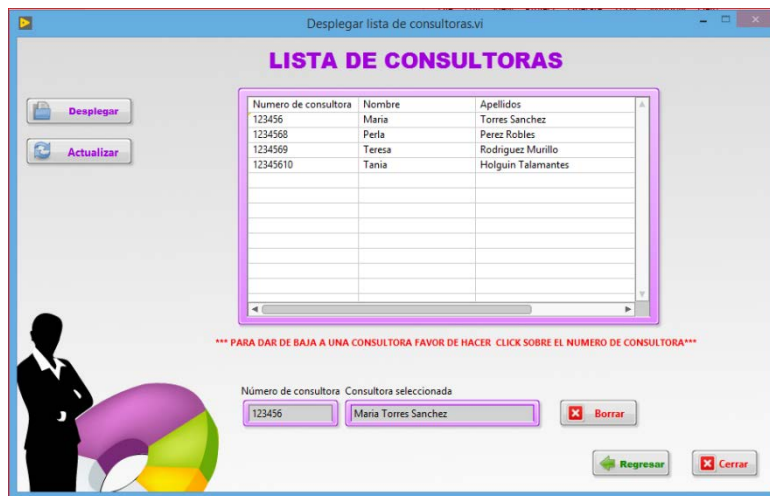 Desplegar lista de consultoras.vi
LISTA DE CONSULTORAS
Desplegar
Actualizar
Numero de consultora Nombre Apellidos
123456 Maria Torres Sanchez
1234568 Perla Perez Robles
1234569 Teresa Rodriguez Murillo
12345610 Tania Holguin Talamantes
*** PARA DAR DE BAJA A UNA CONSULTORA FAVOR DE HACER CLICK SOBRE EL NUMERO DE CONSULTORA***
Número de consultora Consultora seleccionada
123456 Maria Torres Sanchez Borrar
Regresar Cerrar